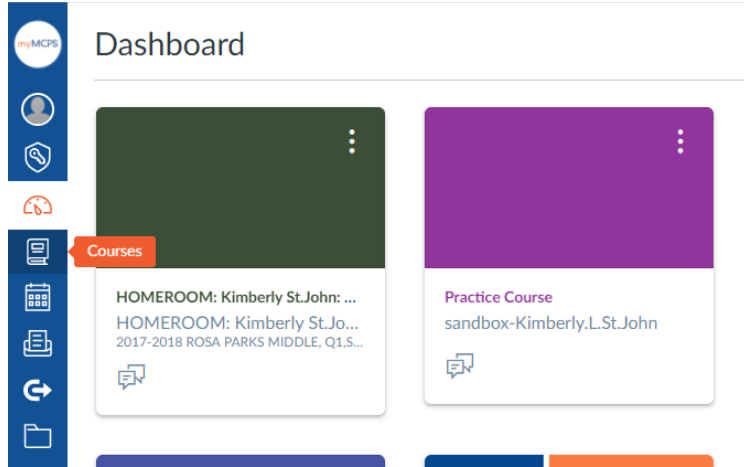 myMCPS
Dashboard
Courses
HOMEROOM: Kimberly St.John: ...
HOMEROOM: Kimberly St.Jo...
2017-2018 ROSA PARKS MIDDLE, Q1,S...
Practice Course
sandbox-Kimberly.L.St.John